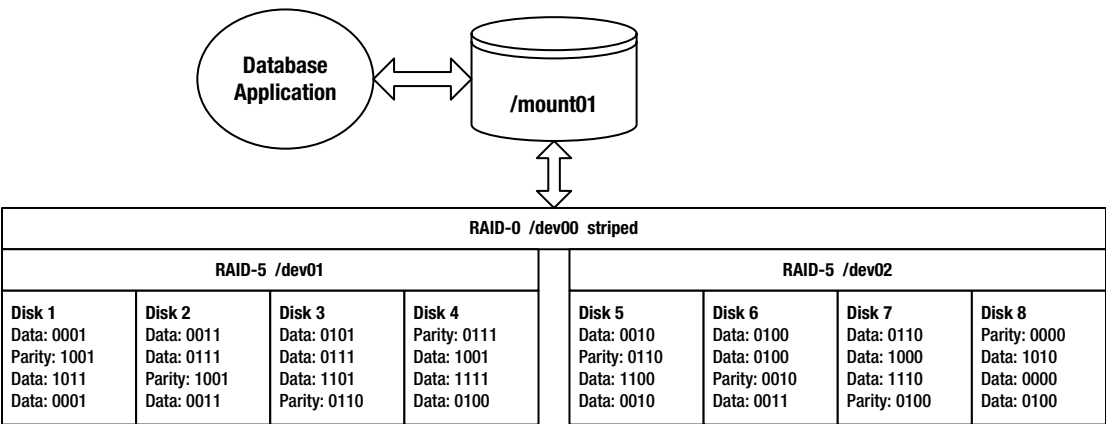 Database
Application
/mount01
RAID-0 /dev00 striped
RAID-5 /dev01
RAID-5 /dev02
Disk 1
Data: 0001
Parity: 1001
Data: 1011
Data: 0001
Disk 2
Data: 0011
Data: 0111
Parity: 1001
Data: 0011
Disk 3
Data: 0101
Data: 0111
Data: 1101
Parity: 0110
Disk 4
Parity: 0111
Data: 1001
Data: 1111
Data: 0100
Disk 5
Data: 0010
Parity: 0110
Data: 1100
Data: 0010
Disk 6
Data: 0100
Data: 0100
Parity: 0010
Data: 0011
Disk 7
Data: 0110
Data: 1000
Data: 1110
Parity: 0100
Disk 8
Parity: 0000
Data: 1010
Data: 0000
Data: 0100